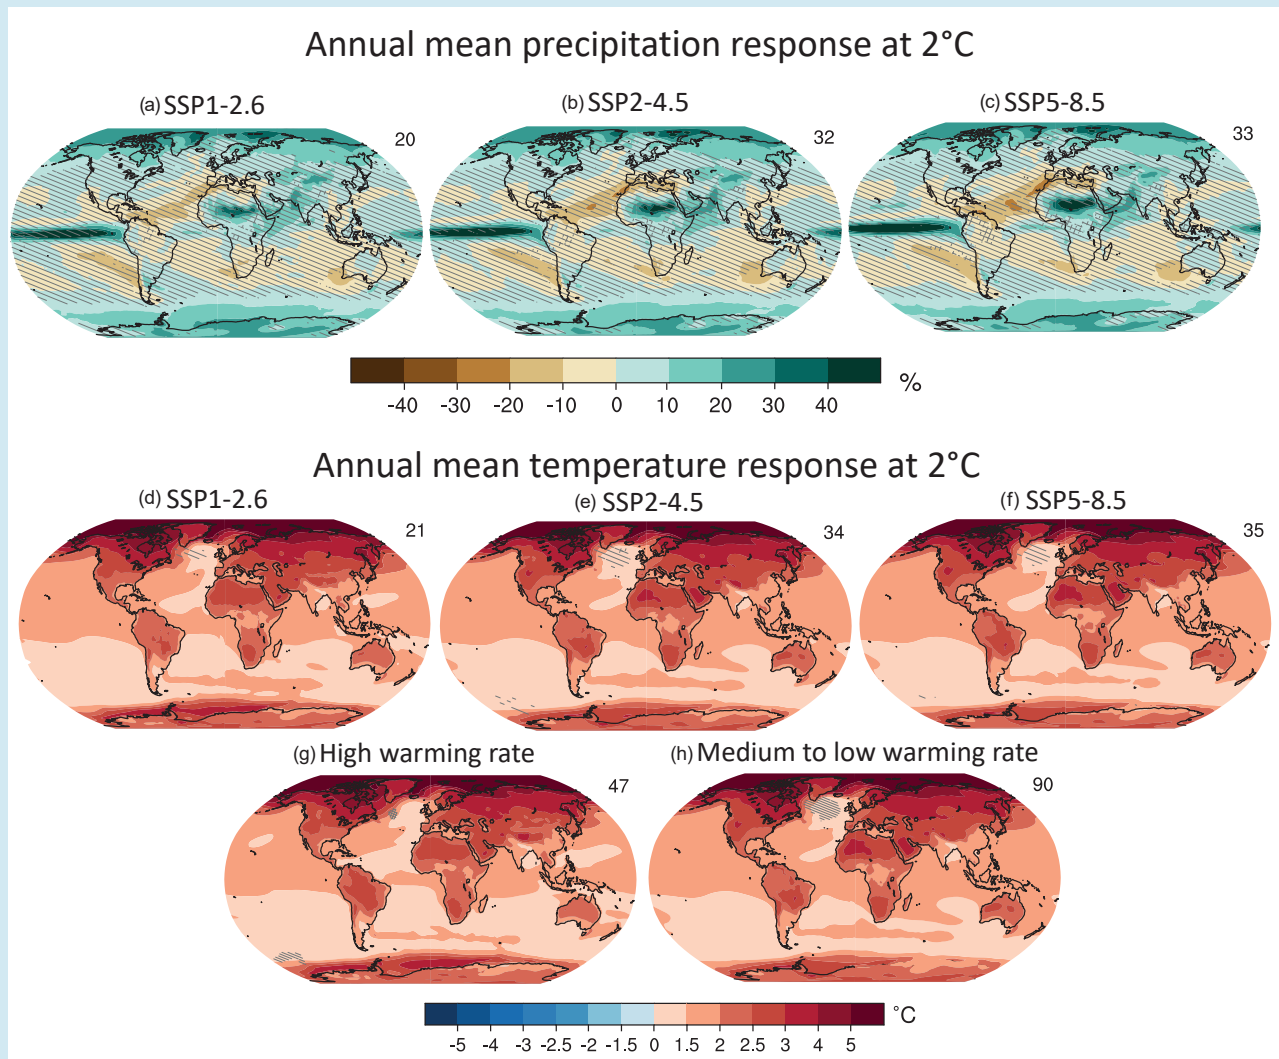 Annual mean precipitation response at 2°C
(a) SSP1-2.6
20
(b) SSP2-4.5
32
(c) SSP5-8.5
33
-40 -30 -20 -10 0 10 20 30 40 %
Annual mean temperature response at 2°C
(d) SSP1-2.6
21
(e) SSP2-4.5
34
(f) SSP5-8.5
35
(g) High warming rate
47
(h) Medium to low warming rate
90
-5 -4 -3 -2.5 -2 -1.5 0 1.5 2 2.5 3 4 5 °C